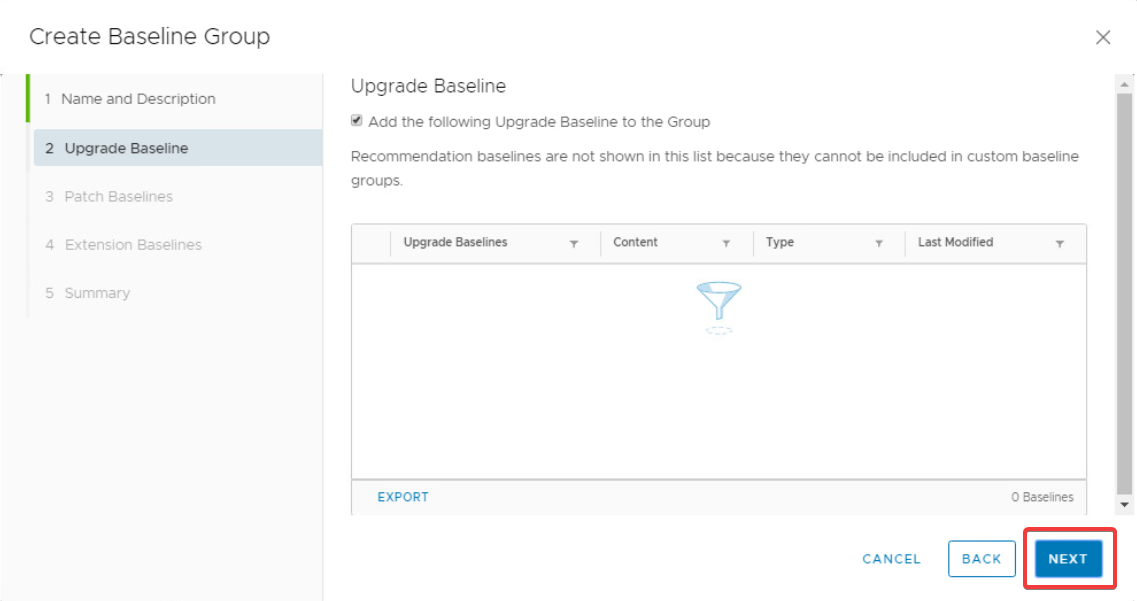 Create Baseline Group
1 Name and Description
2 Upgrade Baseline
3 Patch Baselines
4 Extension Baselines
5 Summary
Upgrade Baseline
Add the following Upgrade Baseline to the Group
Recommendation baselines are not shown in this list because they cannot be included in custom baseline
groups.
Upgrade Baselines Content Type Last Modified
EXPORT 0 Baselines
CANCEL BACK NEXT